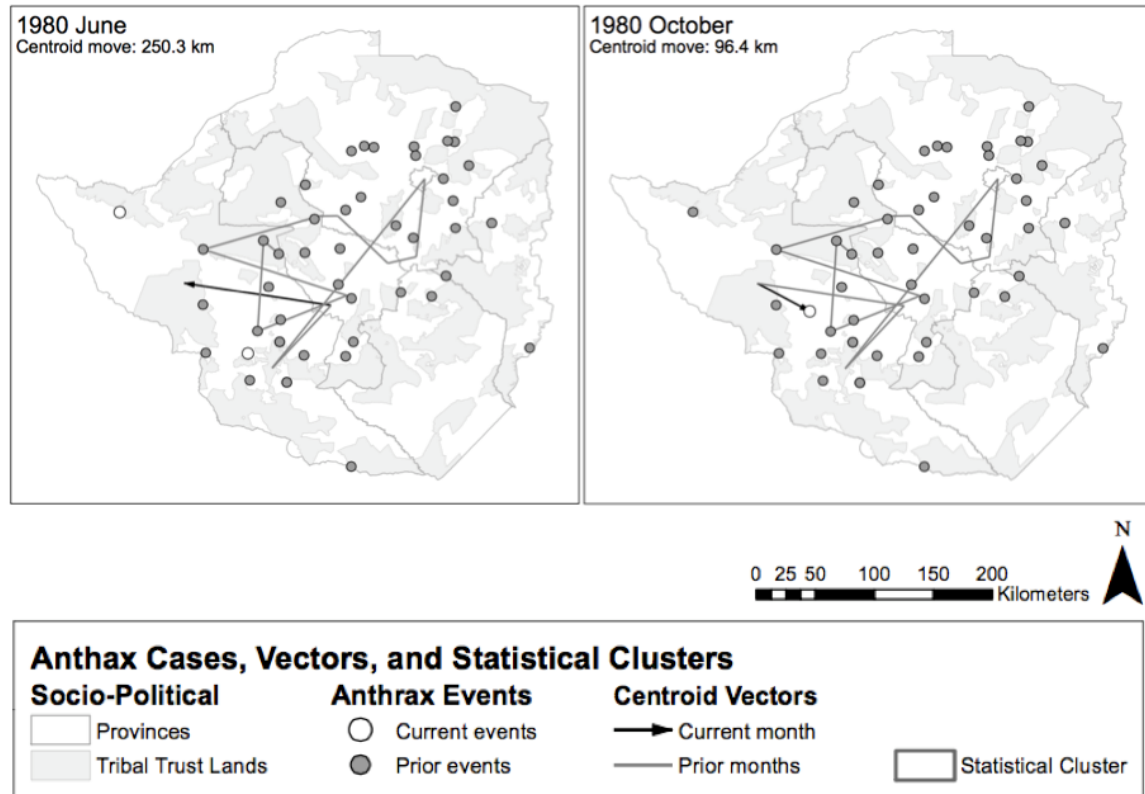 1980 June
Centroid move: 250.3 km
1980 October
Centroid move: 96.4 km
N
0 25 50 100 150 200
Kilometers
Anthax Cases, Vectors, and Statistical Clusters
Socio-Political
Provinces
Tribal Trust Lands
Anthrax Events
Current events
Prior events
Centroid Vectors
Current month
Prior months
Statistical Cluster